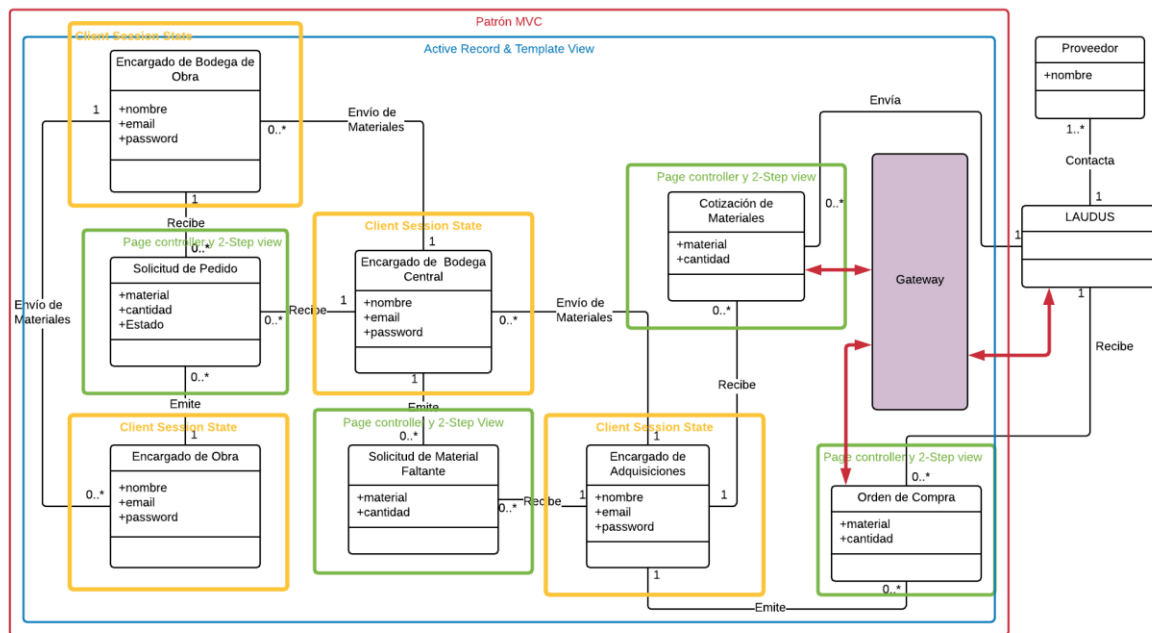 Patrón MVC
Active Record & Template View
Client Session State
Encargado de Bodega de
Obra
+nombre
+email
+password
1
0..*
1
Envío de
Materiales
Recibe
0..*
Page controller y 2-Step view
Solicitud de Pedido
+material
+cantidad
+Estado
0..*
Recibe
1
0..*
Emite
1
Envío de
Materiales
0..*
Client Session State
Encargado de Obra
+nombre
+email
+password
Client Session State
1
Encargado de Bodega
Central
+nombre
+email
+password
0..*
1
Emite
0..*
Page controller y 2-Step View
Solicitud de Material
Faltante
+material
+cantidad
0..*
Recibe
1
Envío de
Materiales
1
Client Session State
Encargado de
Adquisiciones
+nombre
+email
+password
1
1
Emite
0..*
Recibe
0..*
Page controller y 2-Step view
Cotización de
Materiales
+material
+cantidad
0..*
Envía
1
Gateway
Proveedor
+nombre
1..*
Contacta
1
LAUDUS
1
Recibe
0..*
Page controller y 2-Step view
Orden de Compra
+material
+cantidad